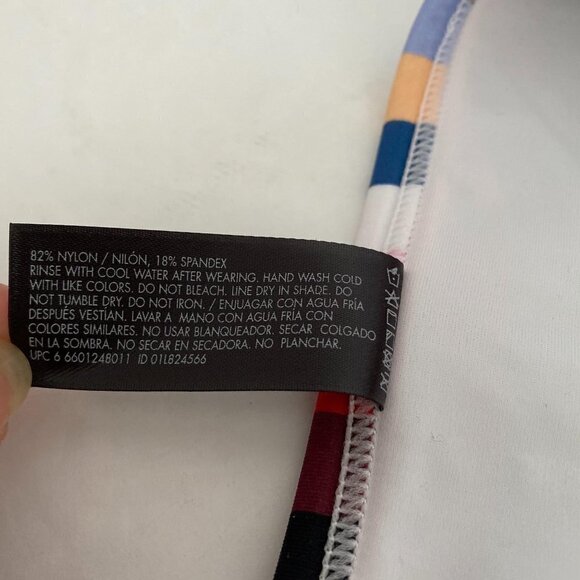 82% NYLON / NILÓN, 18% SPANDEX
RINSE WITH COOL WATER AFTER WEARING. HAND WASH COLD
WITH LIKE COLORS. DO NOT BLEACH. LINE DRY IN SHADE. DO
NOT TUMBLE DRY. DO NOT IRON. / ENJUAGAR CON AGUA FRÍA
DESPUÉS VESTÍAN. LAVAR A MANO CON AGUA FRÍA CON
COLORES SIMILARES. NO USAR BLANQUEADOR. SECAR COLGADO
EN LA SOMBRA. NO SECAR EN SECADORA. NO PLANCHAR.
UPC 6 6601248011 ID 01L824566